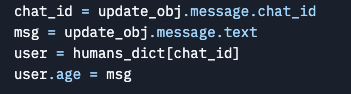 chat_id = update_obj.message.chat_id
msg = update_obj.message.text
user = humans_dict[chat_id]
user.age = msg